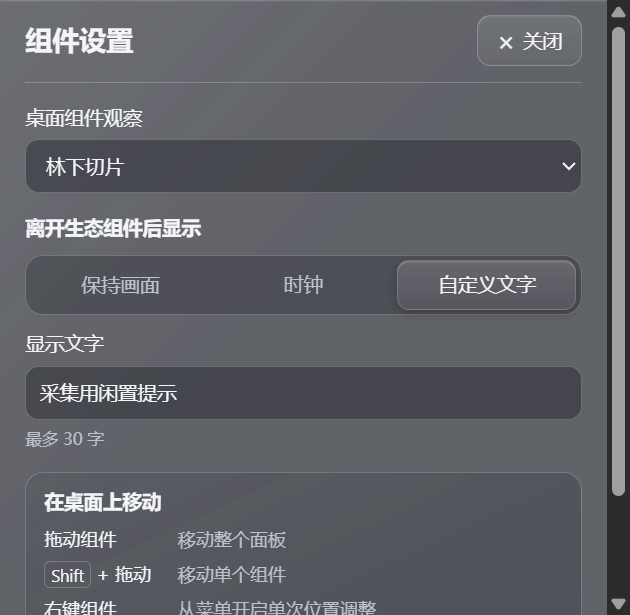 组件设置
× 关闭
桌面组件观察
林下切片
离开生态组件后显示
保持画面 时钟 自定义文字
显示文字
采集用闲置提示
最多 30 字
在桌面上移动
拖动组件 移动整个面板
Shift + 拖动 移动单个组件
右键组件 从菜单开启单次位置调整